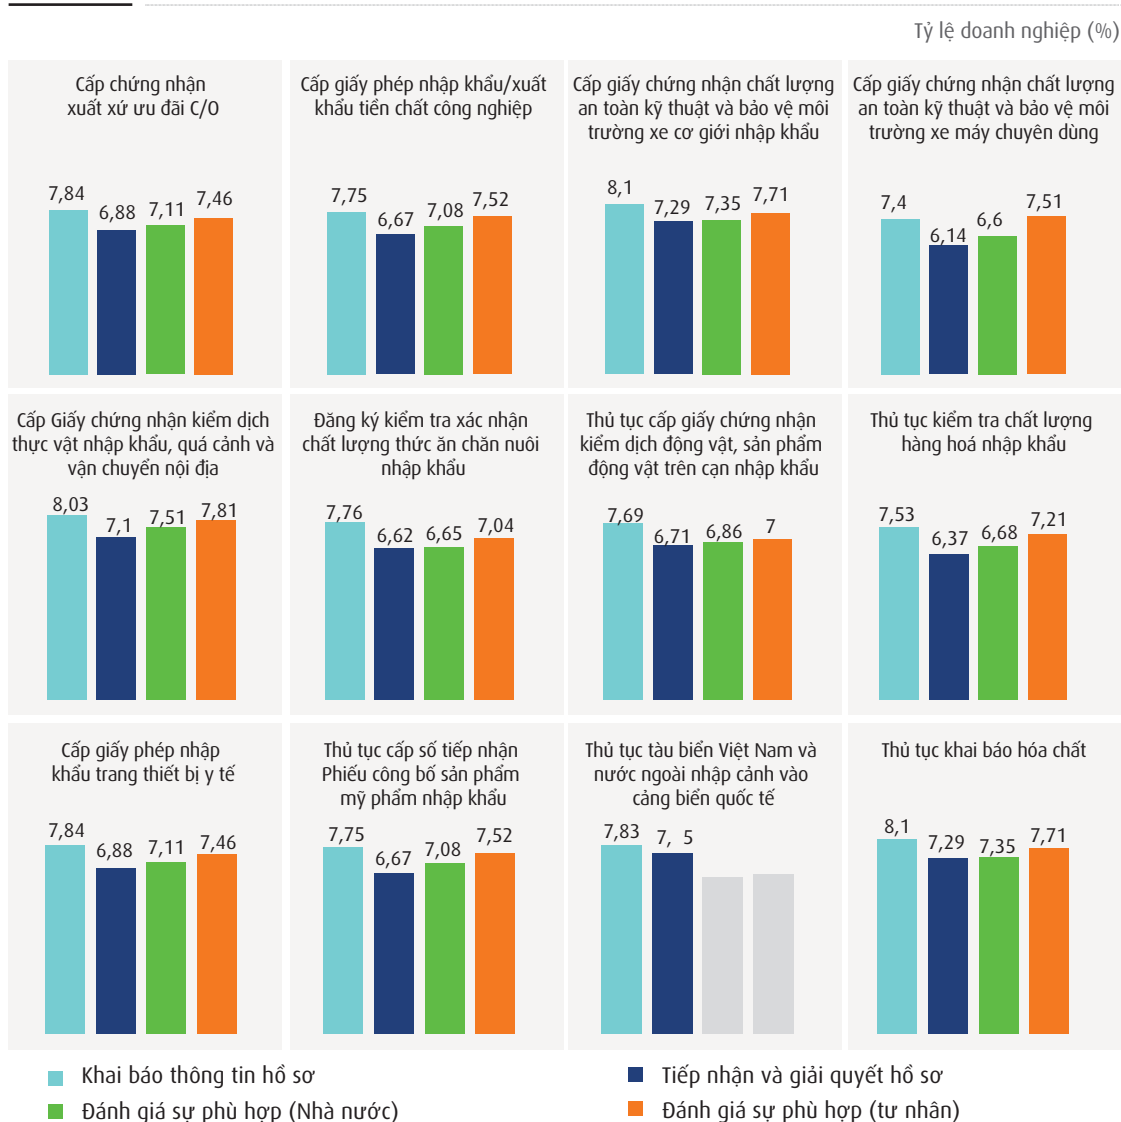 Tỷ lệ doanh nghiệp (%)
Cấp chứng nhận
xuất xứ ưu đãi C/O
7,84
6,88
7,11
7,46
Cấp giấy phép nhập khẩu/xuất
khẩu tiền chất công nghiệp
7,75
6,67
7,08
7,52
Cấp giấy chứng nhận chất lượng
an toàn kỹ thuật và bảo vệ môi
trường xe cơ giới nhập khẩu
8,1
7,29
7,35
7,71
Cấp giấy chứng nhận chất lượng
an toàn kỹ thuật và bảo vệ môi
trường xe máy chuyên dùng
7,4
6,14
6,6
7,51
Cấp Giấy chứng nhận kiểm dịch
thực vật nhập khẩu, quá cảnh và
vận chuyển nội địa
8,03
7,1
7,51
7,81
Đăng ký kiểm tra xác nhận
chất lượng thức ăn chăn nuôi
nhập khẩu
7,76
6,62
6,65
7,04
Thủ tục cấp giấy chứng nhận
kiểm dịch động vật, sản phẩm
động vật trên cạn nhập khẩu
7,69
6,71
6,86
7
Thủ tục kiểm tra chất lượng
hàng hoá nhập khẩu
7,53
6,37
6,68
7,21
Cấp giấy phép nhập
khẩu trang thiết bị y tế
7,84
6,88
7,11
7,46
Thủ tục cấp số tiếp nhận
Phiếu công bố sản phẩm
mỹ phẩm nhập khẩu
7,75
6,67
7,08
7,52
Thủ tục tàu biển Việt Nam và
nước ngoài nhập cảnh vào
cảng biển quốc tế
7,83
7, 5
Thủ tục khai báo hóa chất
8,1
7,29
7,35
7,71
Khai báo thông tin hồ sơ
Tiếp nhận và giải quyết hồ sơ
Đánh giá sự phù hợp (Nhà nước)
Đánh giá sự phù hợp (tư nhân)